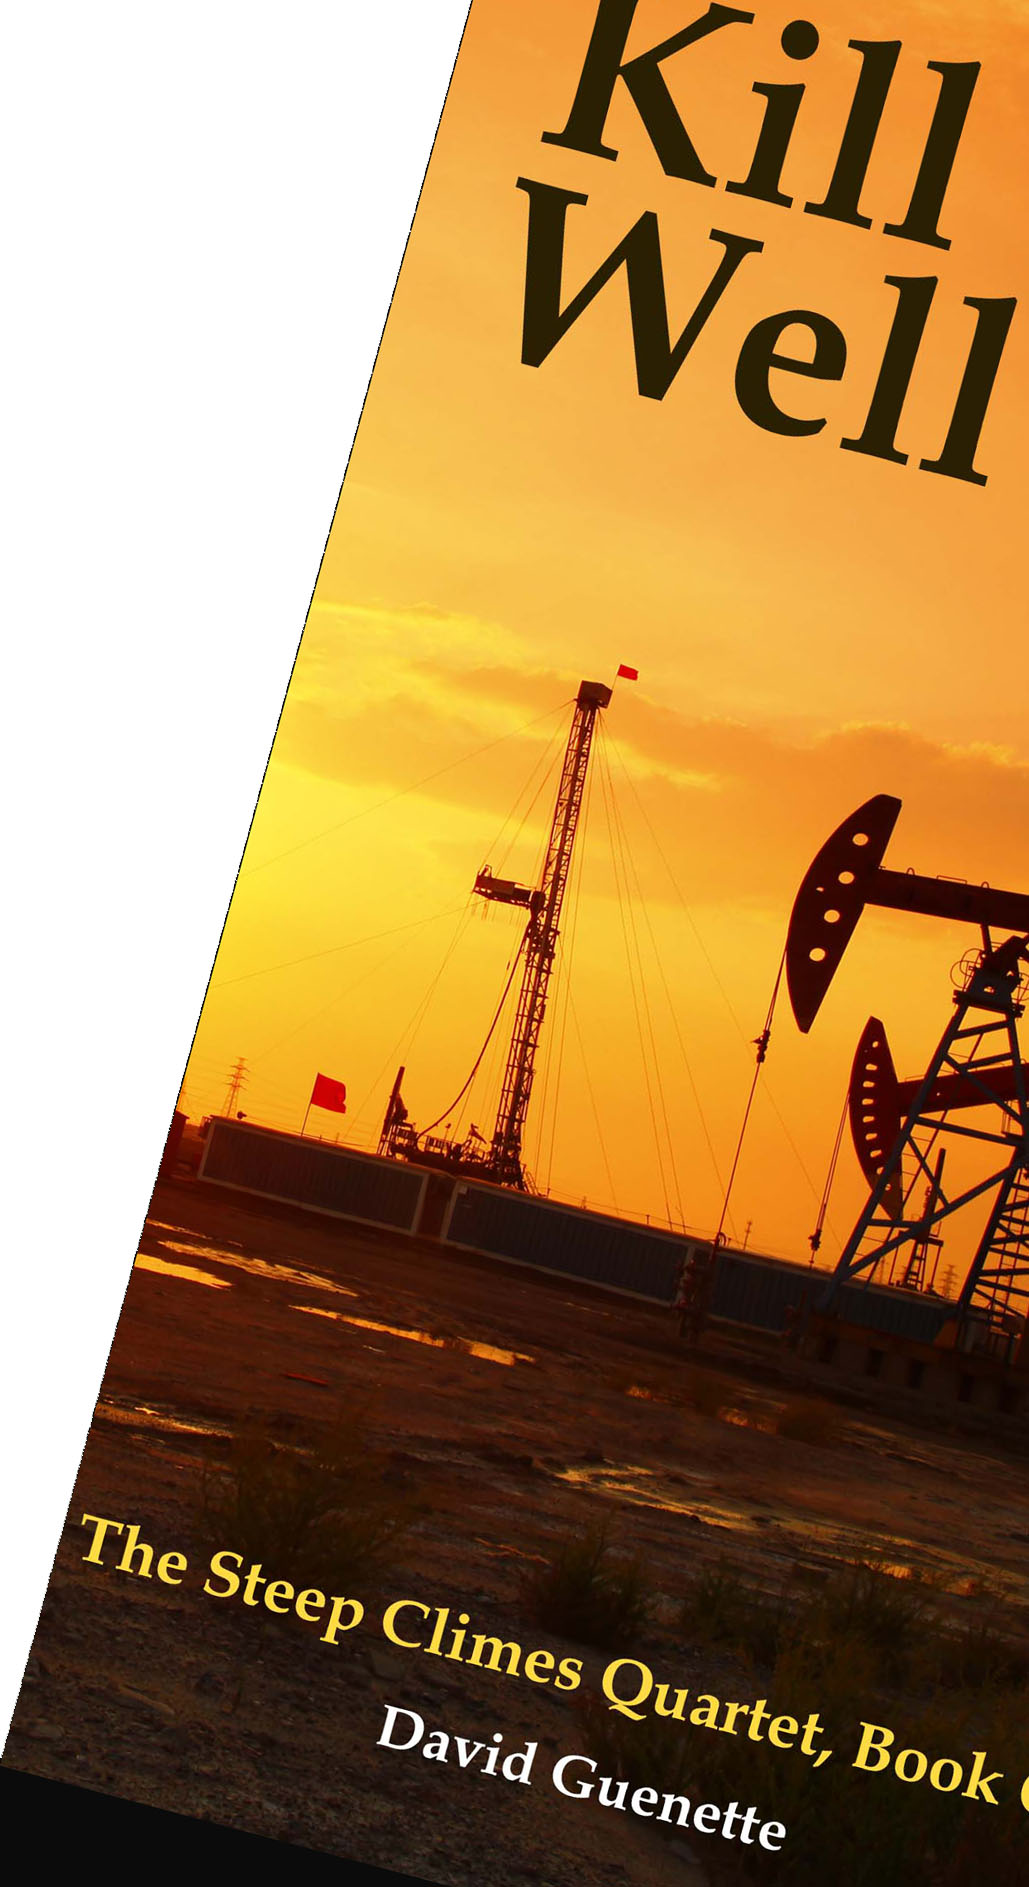 Kill
Well
The Steep Climes Quartet, Book
David Guenette